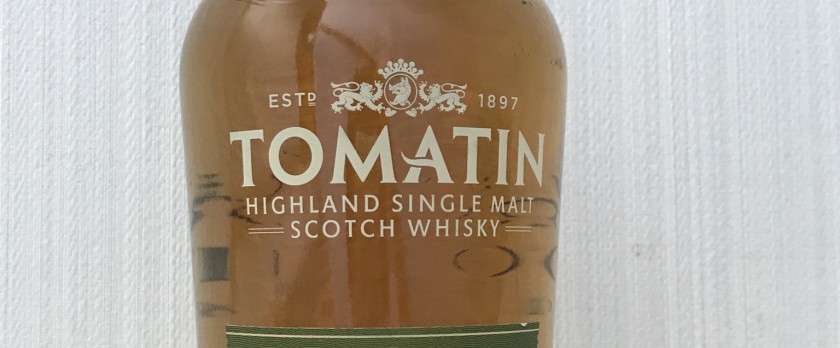 ESTD 1897
TOMATIN
HIGHLAND SINGLE MALT
SCOTCH WHISKY